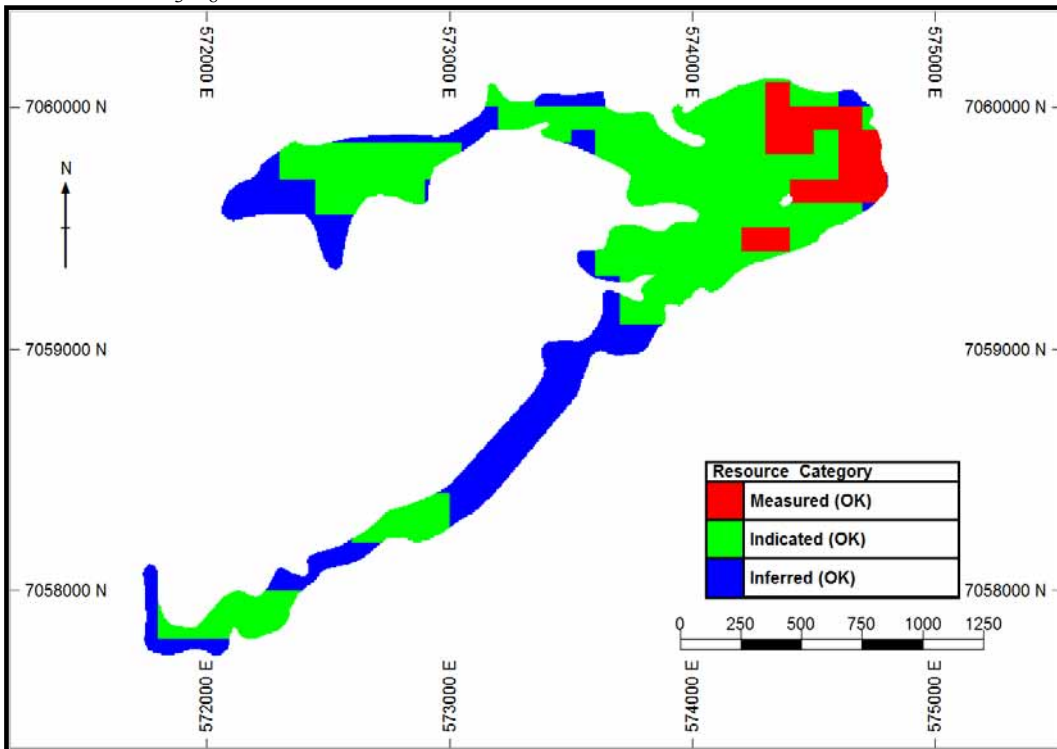 572000 E
573000 E
574000 E
575000 E
7060000 N
7060000 N
N
7059000 N
7059000 N
Resource Category
Measured (OK)
Indicated (OK)
Inferred (OK)
7058000 N
7058000 N
0 250 500 750 1000 1250
572000 E
573000 E
574000 E
575000 E